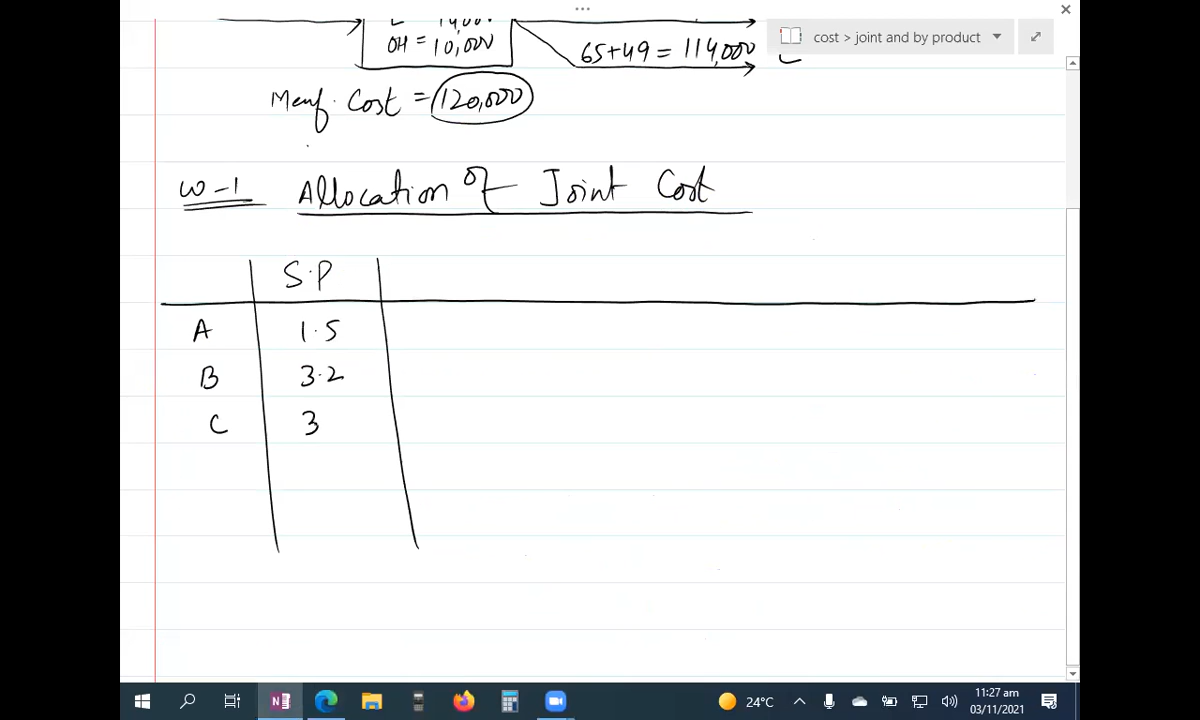 OH = 10,000
65+49 = 114,000
cost > joint and by product
Manf. Cost = 120,000
W-1 Allocation of Joint Cost
S.P
A 1.5
B 3.2
C 3
24°C
11:27 am
03/11/2021